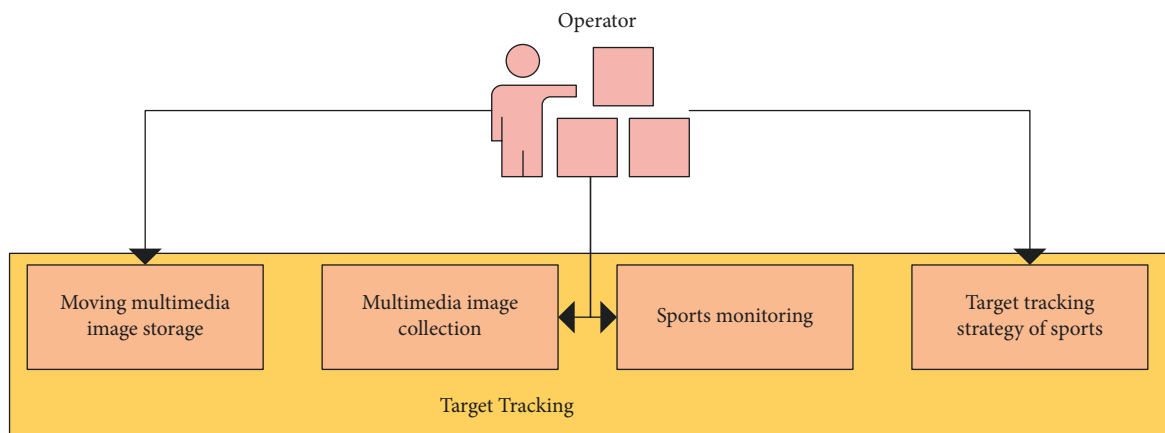 Operator
Moving multimedia
image storage
Multimedia image
collection
Sports monitoring
Target tracking
strategy of sports
Target Tracking